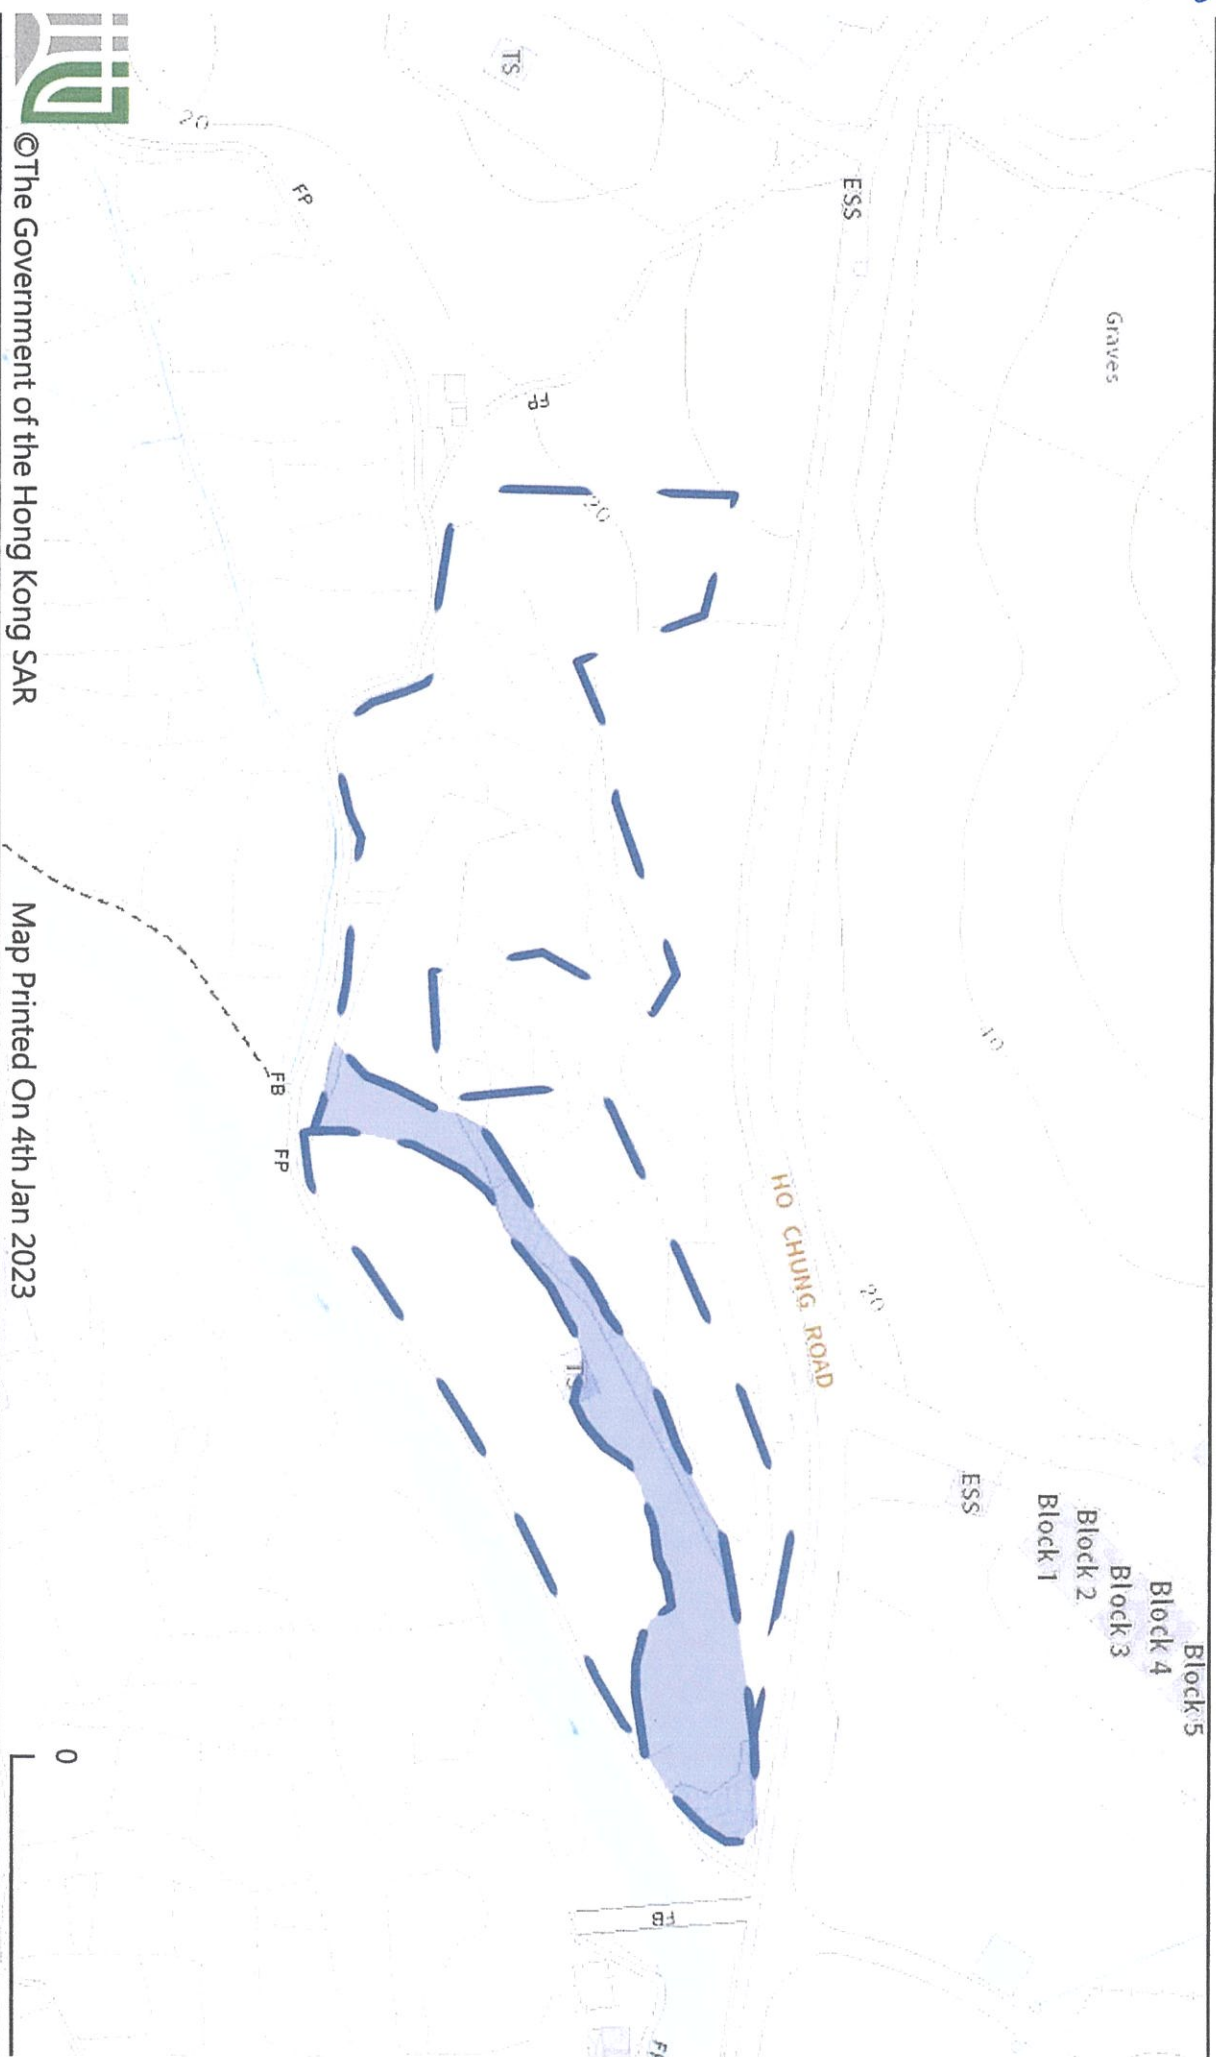 Block 5
Block 4
Block 3
Block 2
Block 1
ESS
Graves
40
20
HO CHUNG ROAD
ESS
FB
TS
FP
20
TS
FP
20
FB
FP
0
©The Government of the Hong Kong SAR
Map Printed On 4th Jan 2023